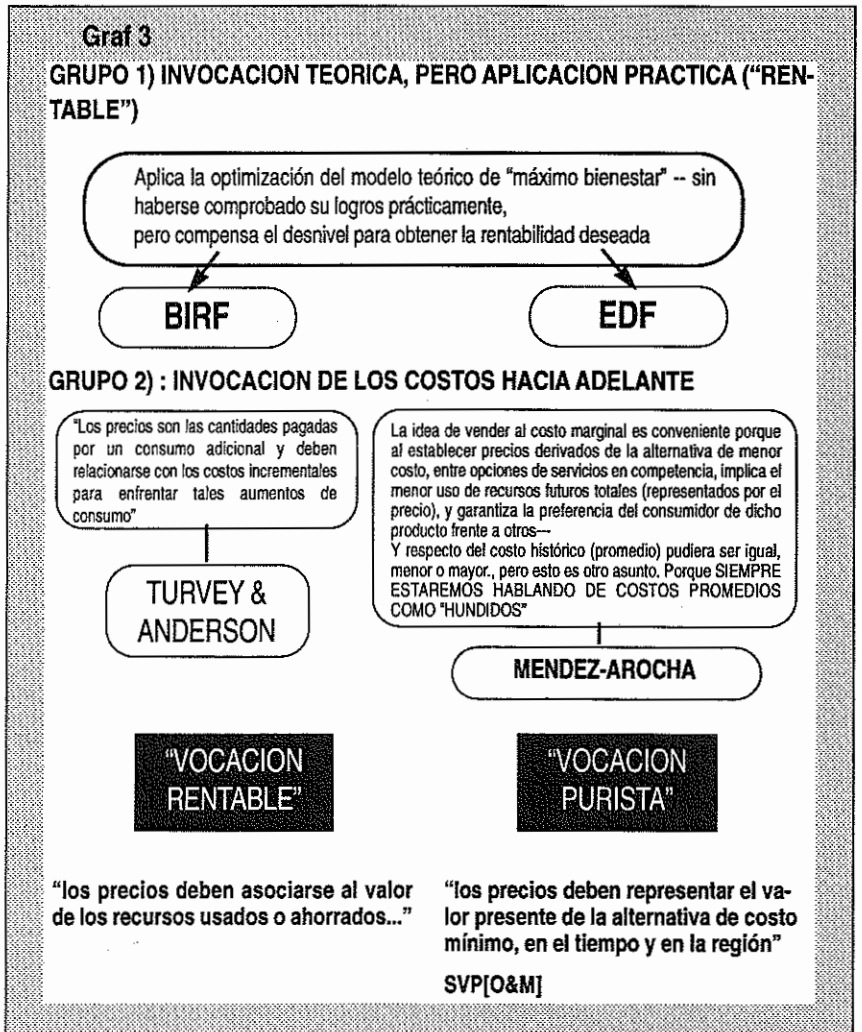 Graf 3
GRUPO 1) INVOCACION TEORICA, PERO APLICACION PRACTICA ("REN-
TABLE")
Aplica la optimización del modelo teórico de "máximo bienestar" -- sin
haberse comprobado su logros prácticamente,
pero compensa el desnivel para obtener la rentabilidad deseada
BIRF
EDF
GRUPO 2) : INVOCACION DE LOS COSTOS HACIA ADELANTE
"Los precios son las cantidades pagadas
por un consumo adicional y deben
relacionarse con los costos incrementales
para enfrentar tales aumentos de
consumo"
TURVEY &
ANDERSON
La idea de vender al costo marginal es conveniente porque
al establecer precios derivados de la alternativa de menor
costo, entre opciones de servicios en competencia, implica el
menor uso de recursos futuros totales (representados por el
precio), y garantiza la preferencia del consumidor de dicho
producto frente a otros---
Y respecto del costo histórico (promedio) pudiera ser igual,
menor o mayor., pero esto es otro asunto. Porque SIEMPRE
ESTAREMOS HABLANDO DE COSTOS PROMEDIOS
COMO "HUNDIDOS"
MENDEZ-AROCHA
"VOCACION
RENTABLE"
"VOCACION
PURISTA"
"los precios deben asociarse al valor
de los recursos usados o ahorrados..."
"los precios deben representar el va-
lor presente de la alternativa de costo
mínimo, en el tiempo y en la región"
SVP[O&M]